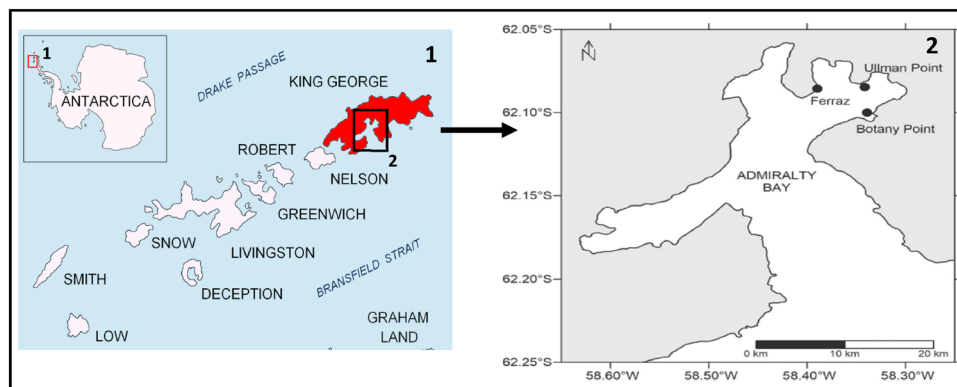 1
ANTARCTICA
DRAKE PASSAGE
1
KING GEORGE
2
ROBERT
NELSON
GREENWICH
SNOW
LIVINGSTON
SMITH
DECEPTION
BRANSFIELD STRAIT
LOW
GRAHAM
LAND
62.05°S
62.10°S
62.15°S
62.20°S
62.25°S
N
2
Ullman Point
Ferraz
Botany Point
ADMIRALTY
BAY
0 km
10 km
20 km
58.60°W
58.50°W
58.40°W
58.30°W